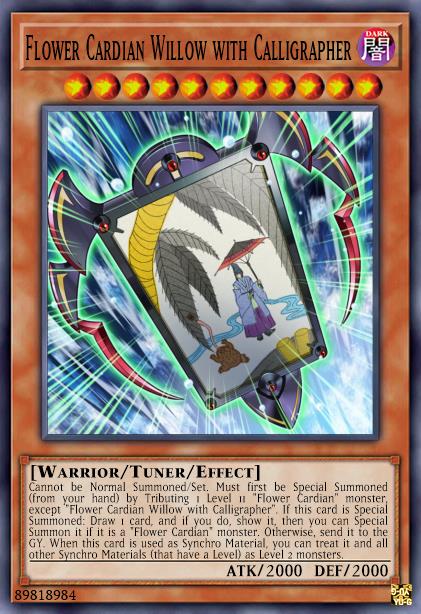 Flower Cardian Willow with Calligrapher
DARK
闇
[Warrior/Tuner/Effect]
Cannot be Normal Summoned/Set. Must first be Special Summoned
(from your hand) by Tributing 1 Level 11 "Flower Cardian" monster,
except "Flower Cardian Willow with Calligrapher". If this card is Special
Summoned: Draw 1 card, and if you do, show it, then you can Special
Summon it if it is a "Flower Cardian" monster. Otherwise, send it to the
GY. When this card is used as Synchro Material, you can treat it and all
other Synchro Materials (that have a Level) as Level 2 monsters.
ATK/2000 DEF/2000
89818984